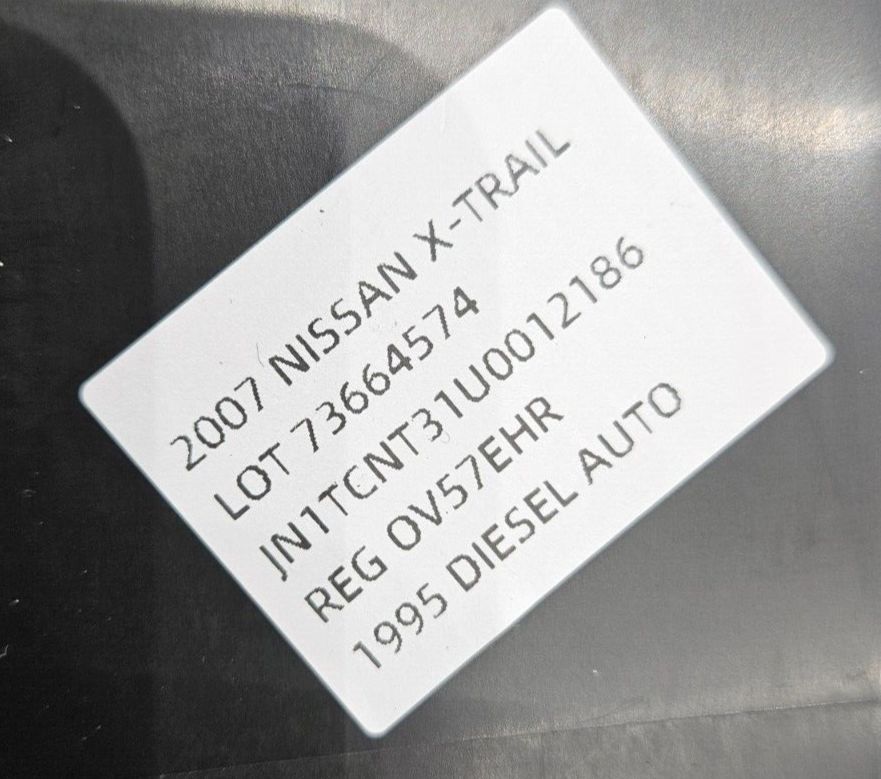 2007 NISSAN X-TRAIL
LOT 73664574
JN1TCNT31U0012186
REG OV57EHR
1995 DIESEL AUTO